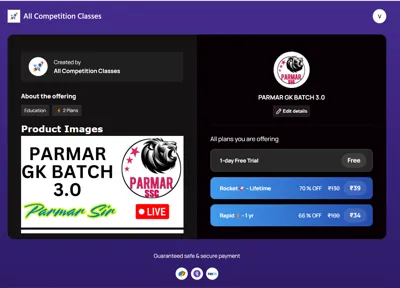 All Competition Classes
V
Created by
All Competition Classes
About the offering
Education
2 Plans
Product Images
PARMAR
GK BATCH
3.0
PARMAR
SSG
Parmar Sir
LIVE
PARMAR
SSG
PARMAR GK BATCH 3.0
Edit details
All plans you are offering
1-day Free Trial
Free
Rocket 🚀 - Lifetime
70 % OFF ₹130 ₹39
Rapid - 1 yr
66 % OFF ₹100 ₹34
Guaranteed safe & secure payment